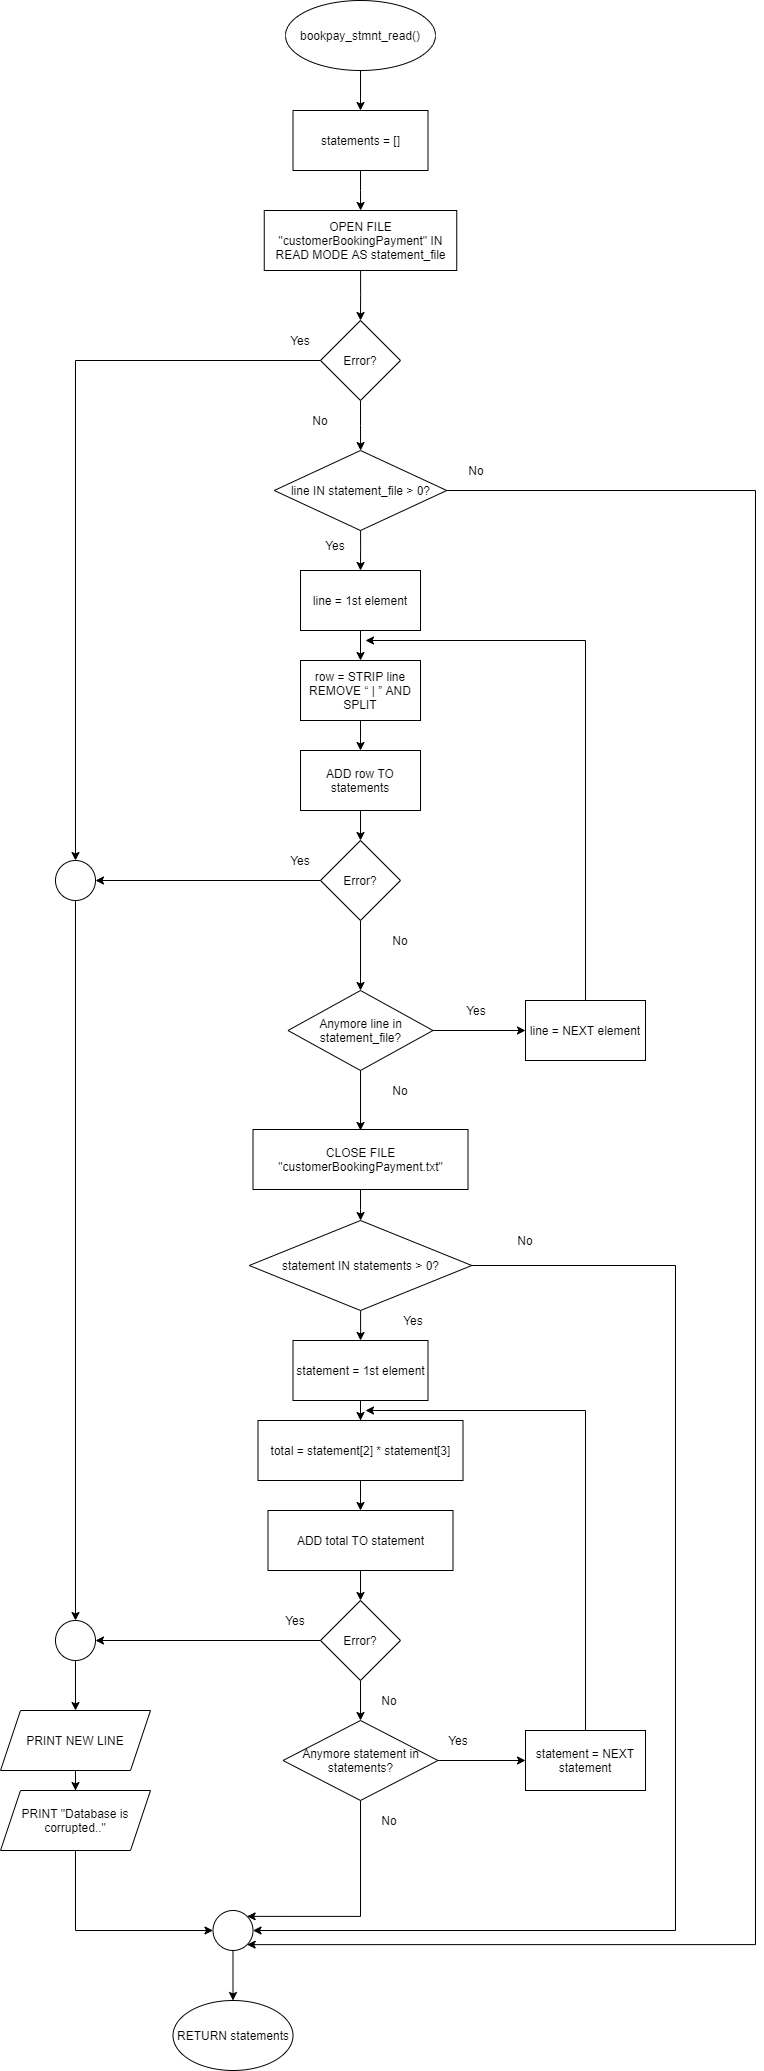 bookpay_stmnt_read()
statements = []
OPEN FILE
"customerBookingPayment" IN
READ MODE AS statement_file
Yes
Error?
No
line IN statement_file > 0?
No
Yes
line = 1st element
row = STRIP line
REMOVE “ | ” AND
SPLIT
ADD row TO
statements
Yes
Error?
No
Anymore line in
statement_file?
Yes
line = NEXT element
No
CLOSE FILE
"customerBookingPayment.txt"
No
statement IN statements > 0?
Yes
statement = 1st element
total = statement[2] * statement[3]
ADD total TO statement
Yes
Error?
No
PRINT NEW LINE
Anymore statement in
statements?
Yes
statement = NEXT
statement
PRINT "Database is
corrupted.."
No
RETURN statements